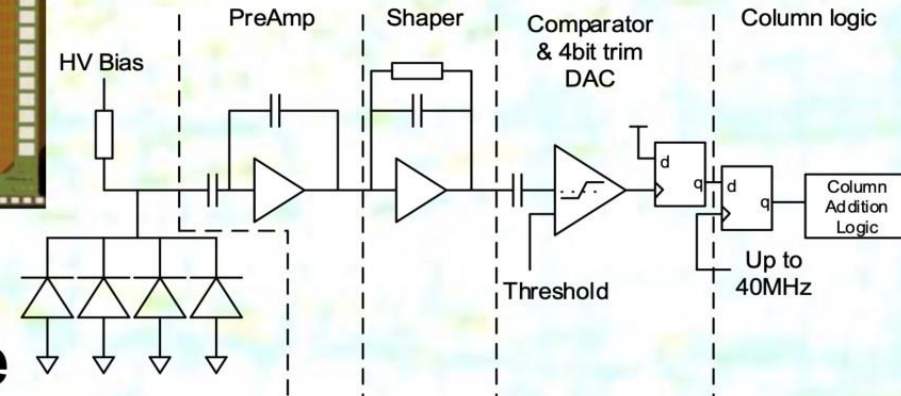 PreAmp
Shaper
Comparator
& 4bit trim
DAC
Column logic
HV Bias
d
q
d
q
Column
Addition
Logic
Threshold
Up to
40MHz
e